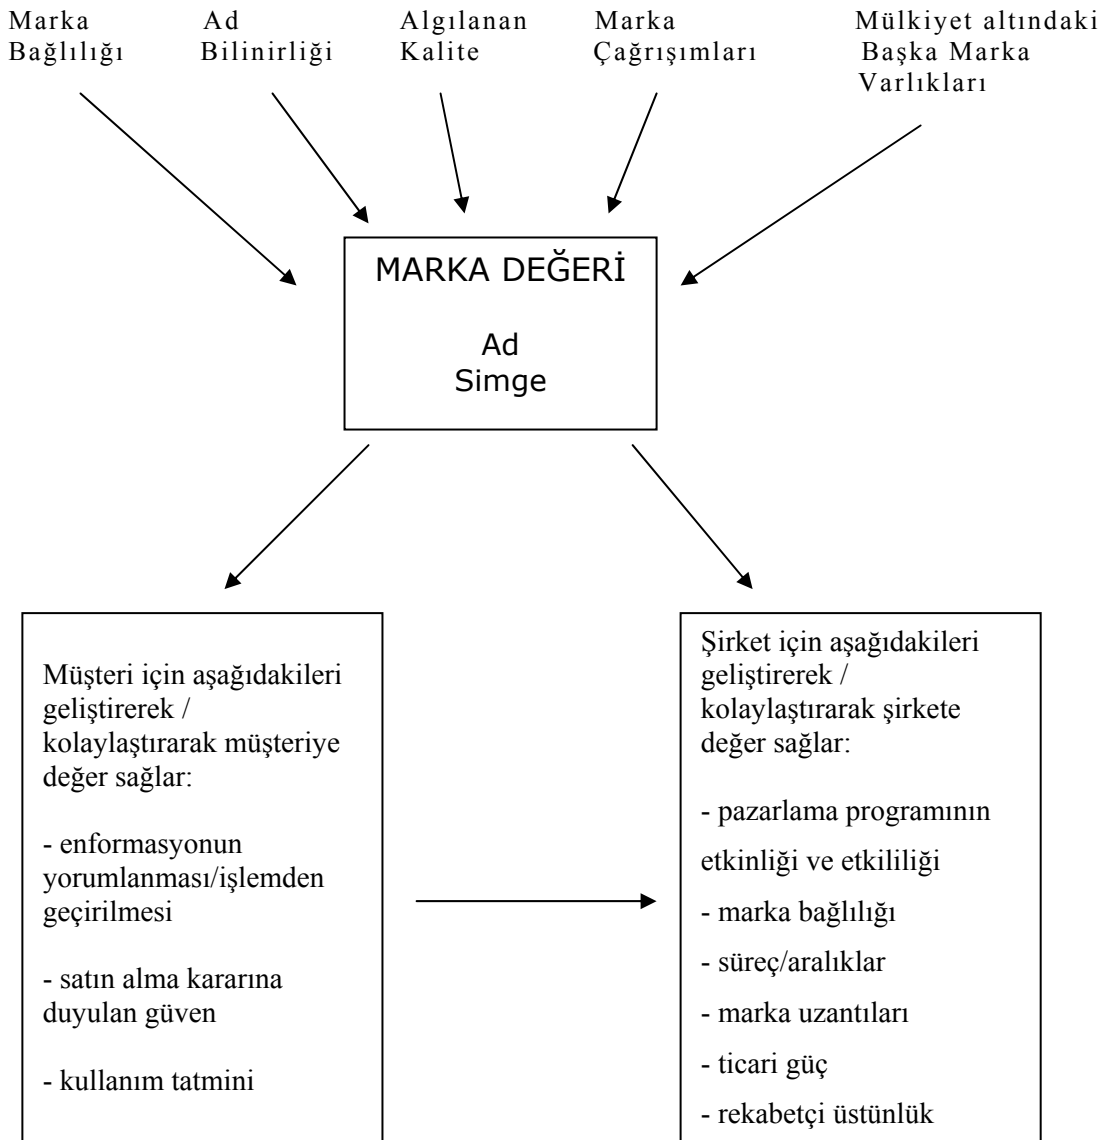 Marka
Bağlılığı
Ad
Bilinirliği
Algılanan
Kalite
Marka
Çağrışımları
Mülkiyet altındaki
Başka Marka
Varlıkları
MARKA DEĞERİ
Ad
Simge
Müşteri için aşağıdakileri
geliştirerek /
kolaylaştırarak müşteriye
değer sağlar:
- enformasyonun
yorumlanması/işlemden
geçirilmesi
- satın alma kararına
duyulan güven
- kullanım tatmini
Şirket için aşağıdakileri
geliştirerek /
kolaylaştırarak şirkete
değer sağlar:
- pazarlama programının
etkinliği ve etkililiği
- marka bağlılığı
- süreç/aralıklar
- marka uzantıları
- ticari güç
- rekabetçi üstünlük